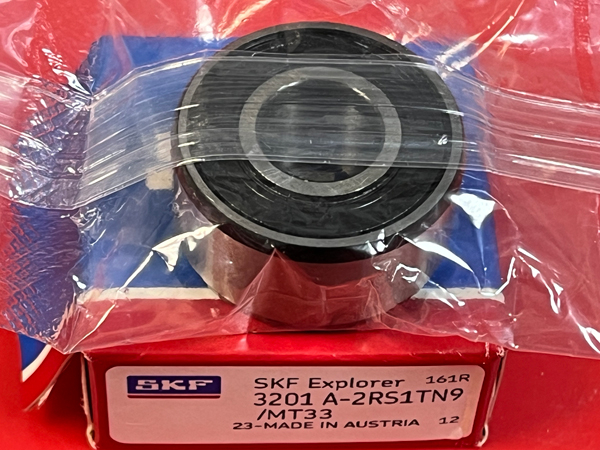 SKF
SKF Explorer 161R
3201 A-2RS1TN9
/MT33
23-MADE IN AUSTRIA 12